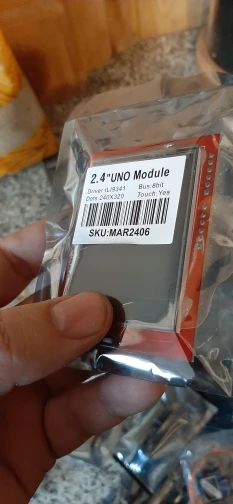 2.4"UNO Module
Driver:ILI9341 Bus:8bit
Dots:240X320 Touch:Yes
SKU:MAR2406